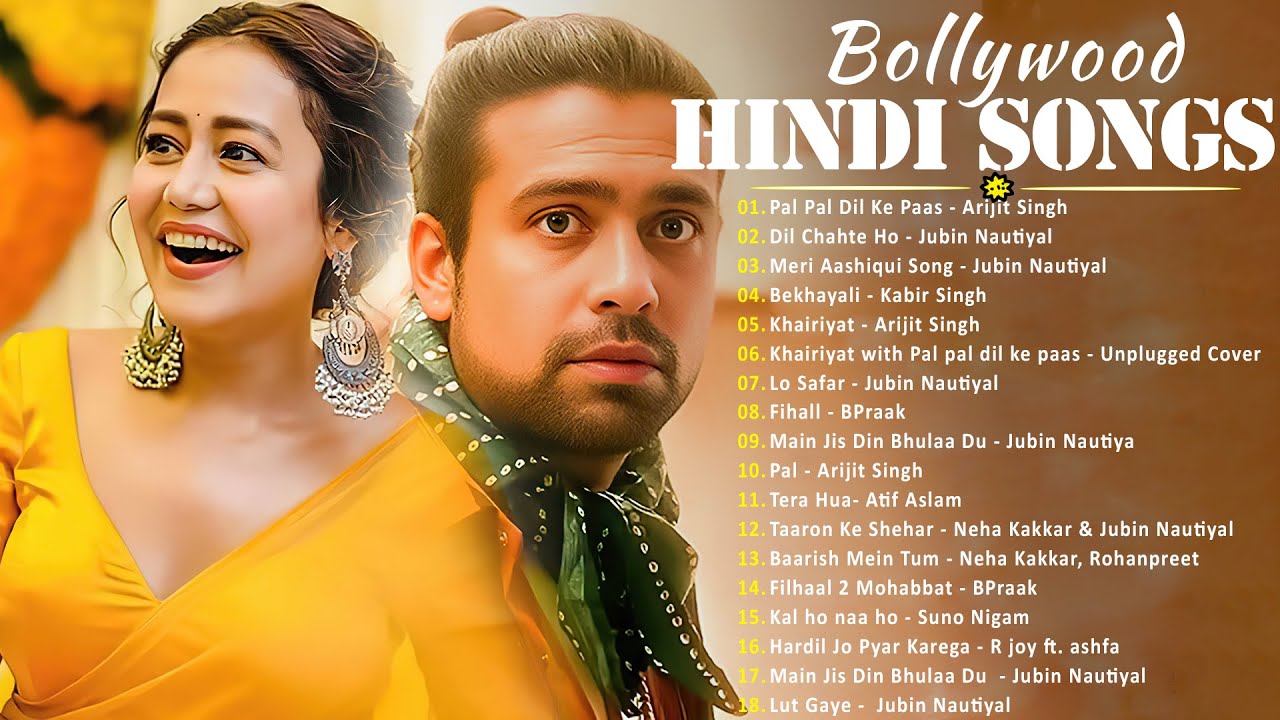 Bollywood
HINDI SONGS
01. Pal Pal Dil Ke Paas - Arijit Singh
02. Dil Chahte Ho - Jubin Nautiyal
03. Meri Aashiqui Song - Jubin Nautiyal
04. Bekhayali - Kabir Singh
05. Khairiyat - Arijit Singh
06. Khairiyat with Pal pal dil ke paas - Unplugged Cover
07. Lo Safar - Jubin Nautiyal
08. Fihall - BPraak
09. Main Jis Din Bhulaa Du - Jubin Nautiya
10. Pal - Arijit Singh
11. Tera Hua- Atif Aslam
12. Taaron Ke Shehar - Neha Kakkar & Jubin Nautiyal
13. Baarish Mein Tum - Neha Kakkar, Rohanpreet
14. Filhaal 2 Mohabbat - BPraak
15. Kal ho naa ho - Suno Nigam
16. Hardil Jo Pyar Karega - R joy ft. ashfa
17. Main Jis Din Bhulaa Du  - Jubin Nautiyal
18. Lut Gaye -  Jubin Nautiyal